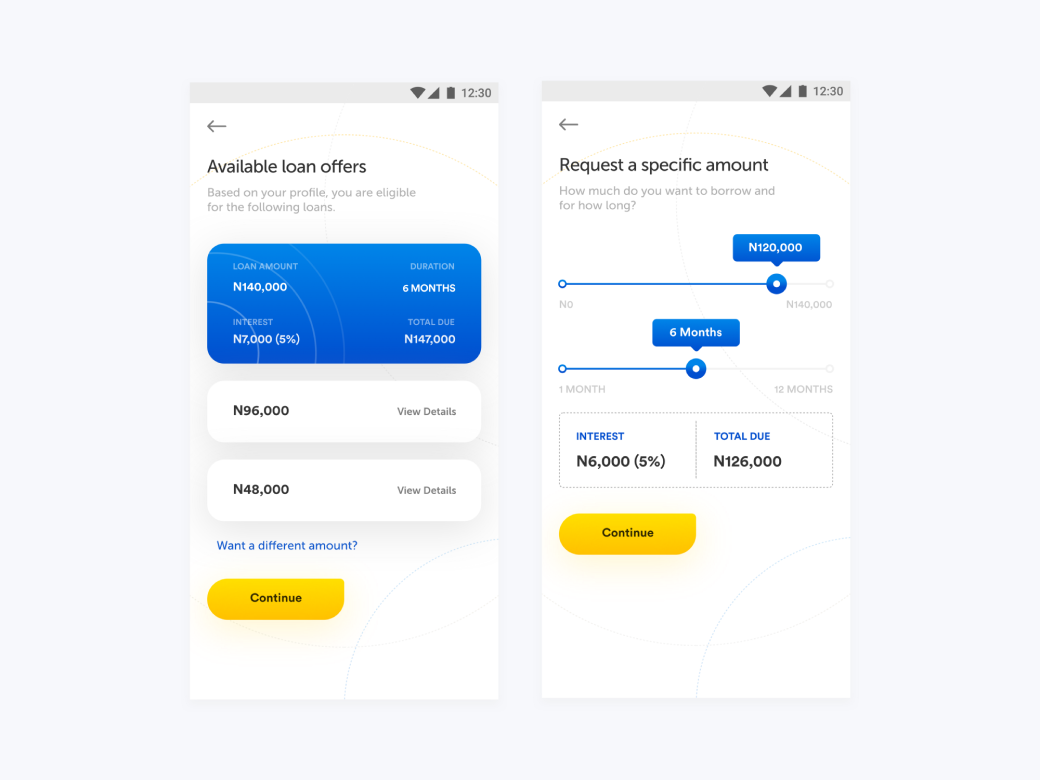 12:30
Available loan offers
Based on your profile, you are eligible
for the following loans.
LOAN AMOUNT DURATION
N140,000 6 MONTHS
INTEREST TOTAL DUE
N7,000 (5%) N147,000
N96,000 View Details
N48,000 View Details
Want a different amount?
Continue
12:30
Request a specific amount
How much do you want to borrow and
for how long?
N120,000
N0 N140,000
6 Months
1 MONTH 12 MONTHS
INTEREST TOTAL DUE
N6,000 (5%) N126,000
Continue